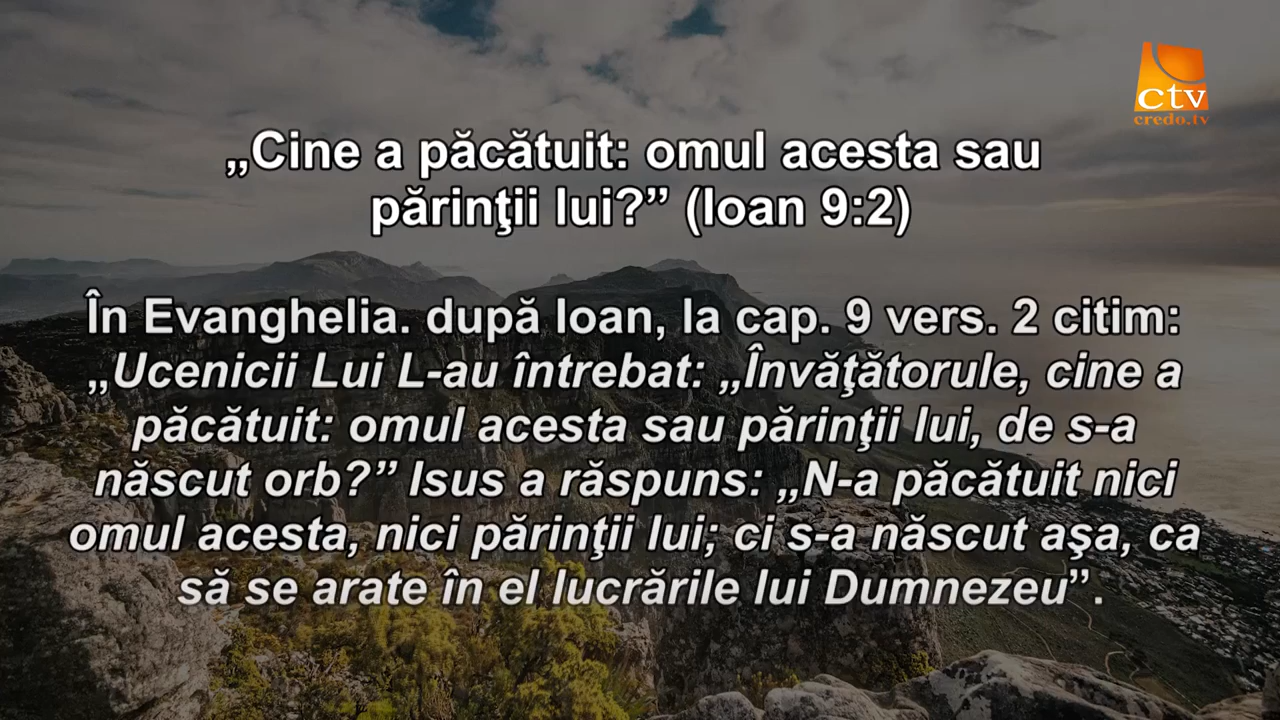 ctv
credo.tv
„Cine a păcătuit: omul acesta sau
părinţii lui?” (Ioan 9:2)
În Evanghelia. după Ioan, la cap. 9 vers. 2 citim:
„Ucenicii Lui L-au întrebat: „Învăţătorule, cine a
păcătuit: omul acesta sau părinţii lui, de s-a
născut orb?” Isus a răspuns: „N-a păcătuit nici
omul acesta, nici părinţii lui; ci s-a născut aşa, ca
să se arate în el lucrările lui Dumnezeu”.